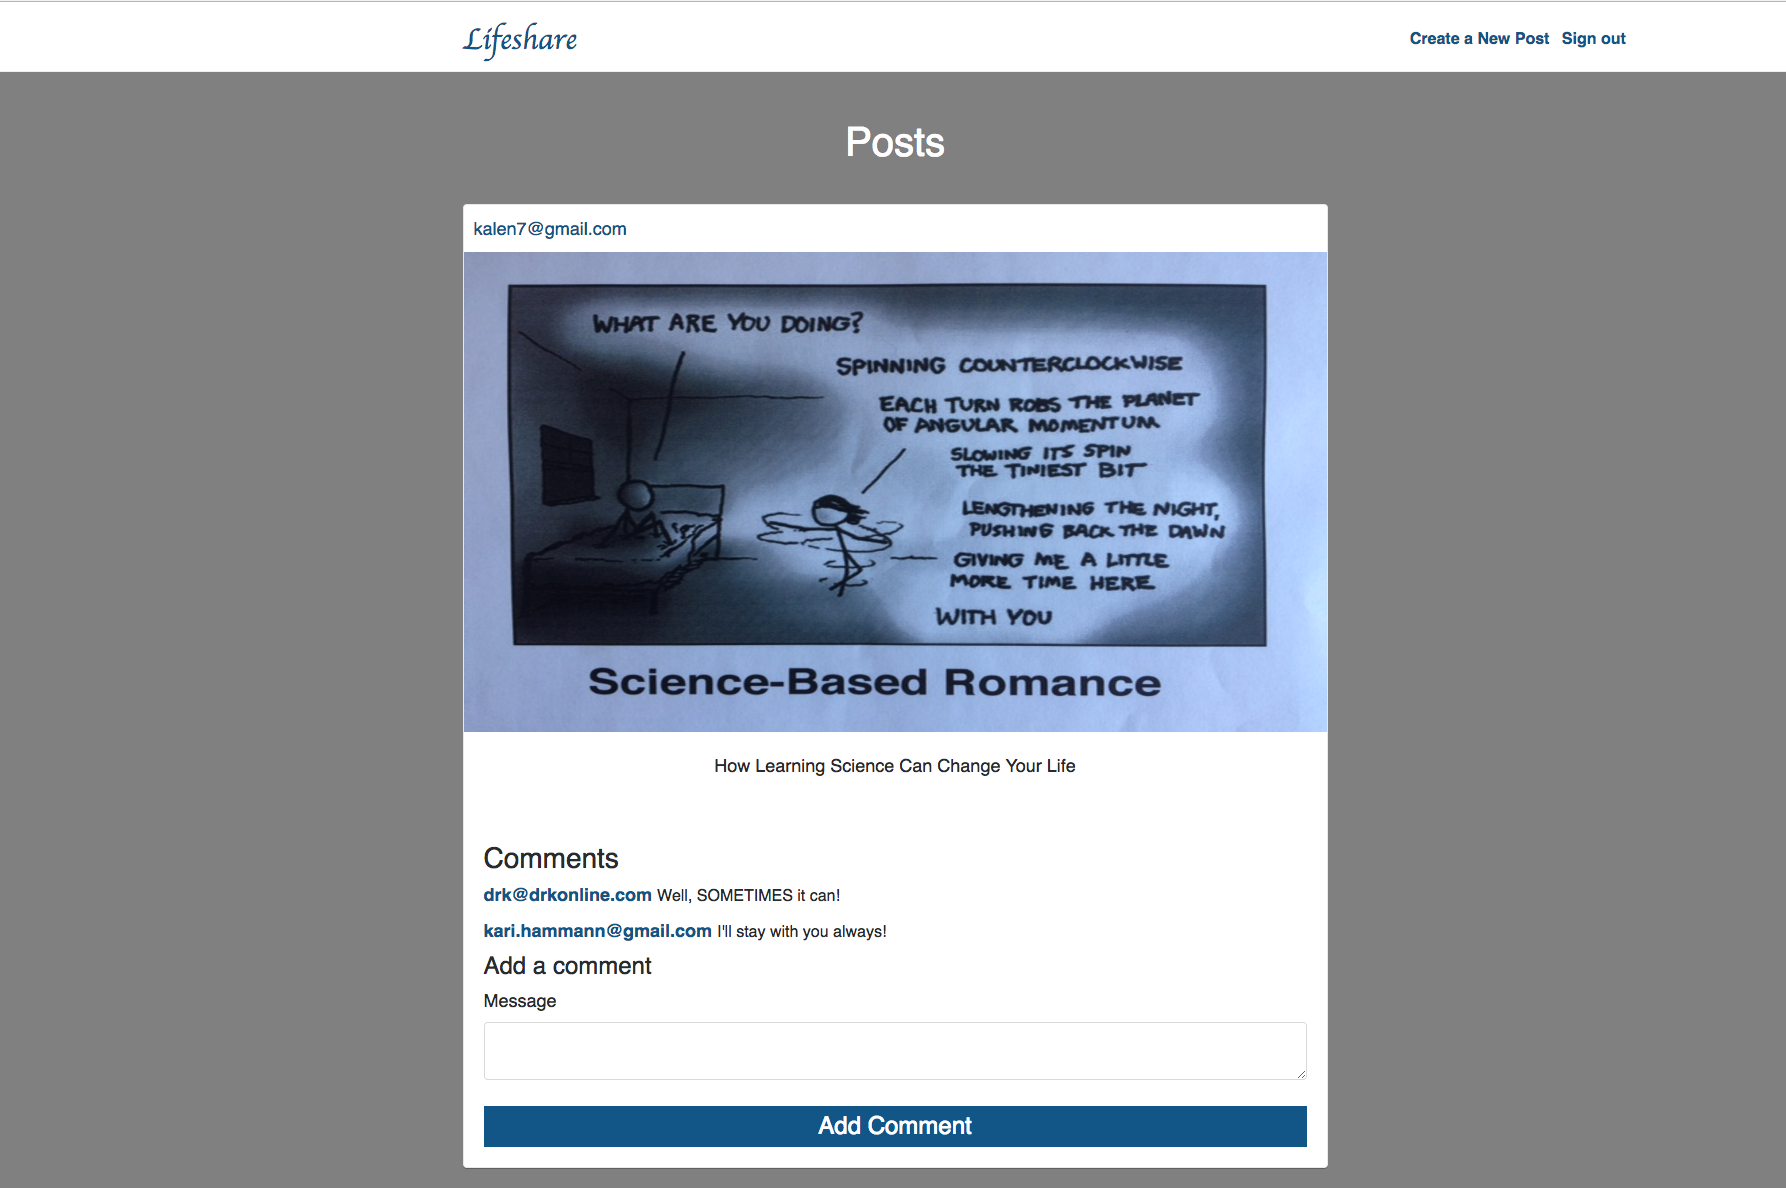 Lifeshare
Create a New Post Sign out
Posts
kalen7@gmail.com
WHAT ARE YOU DOING?
SPINNING COUNTERCLOCKWISE
EACH TURN ROBS THE PLANET
OF ANGULAR MOMENTUM
SLOWING ITS SPIN
THE TINIEST BIT
LENGTHENING THE NIGHT,
PUSHING BACK THE DAWN
GIVING ME A LITTLE
MORE TIME HERE
WITH YOU
Science-Based Romance
How Learning Science Can Change Your Life
Comments
drk@drkonline.com Well, SOMETIMES it can!
kari.hammann@gmail.com I'll stay with you always!
Add a comment
Message
Add Comment